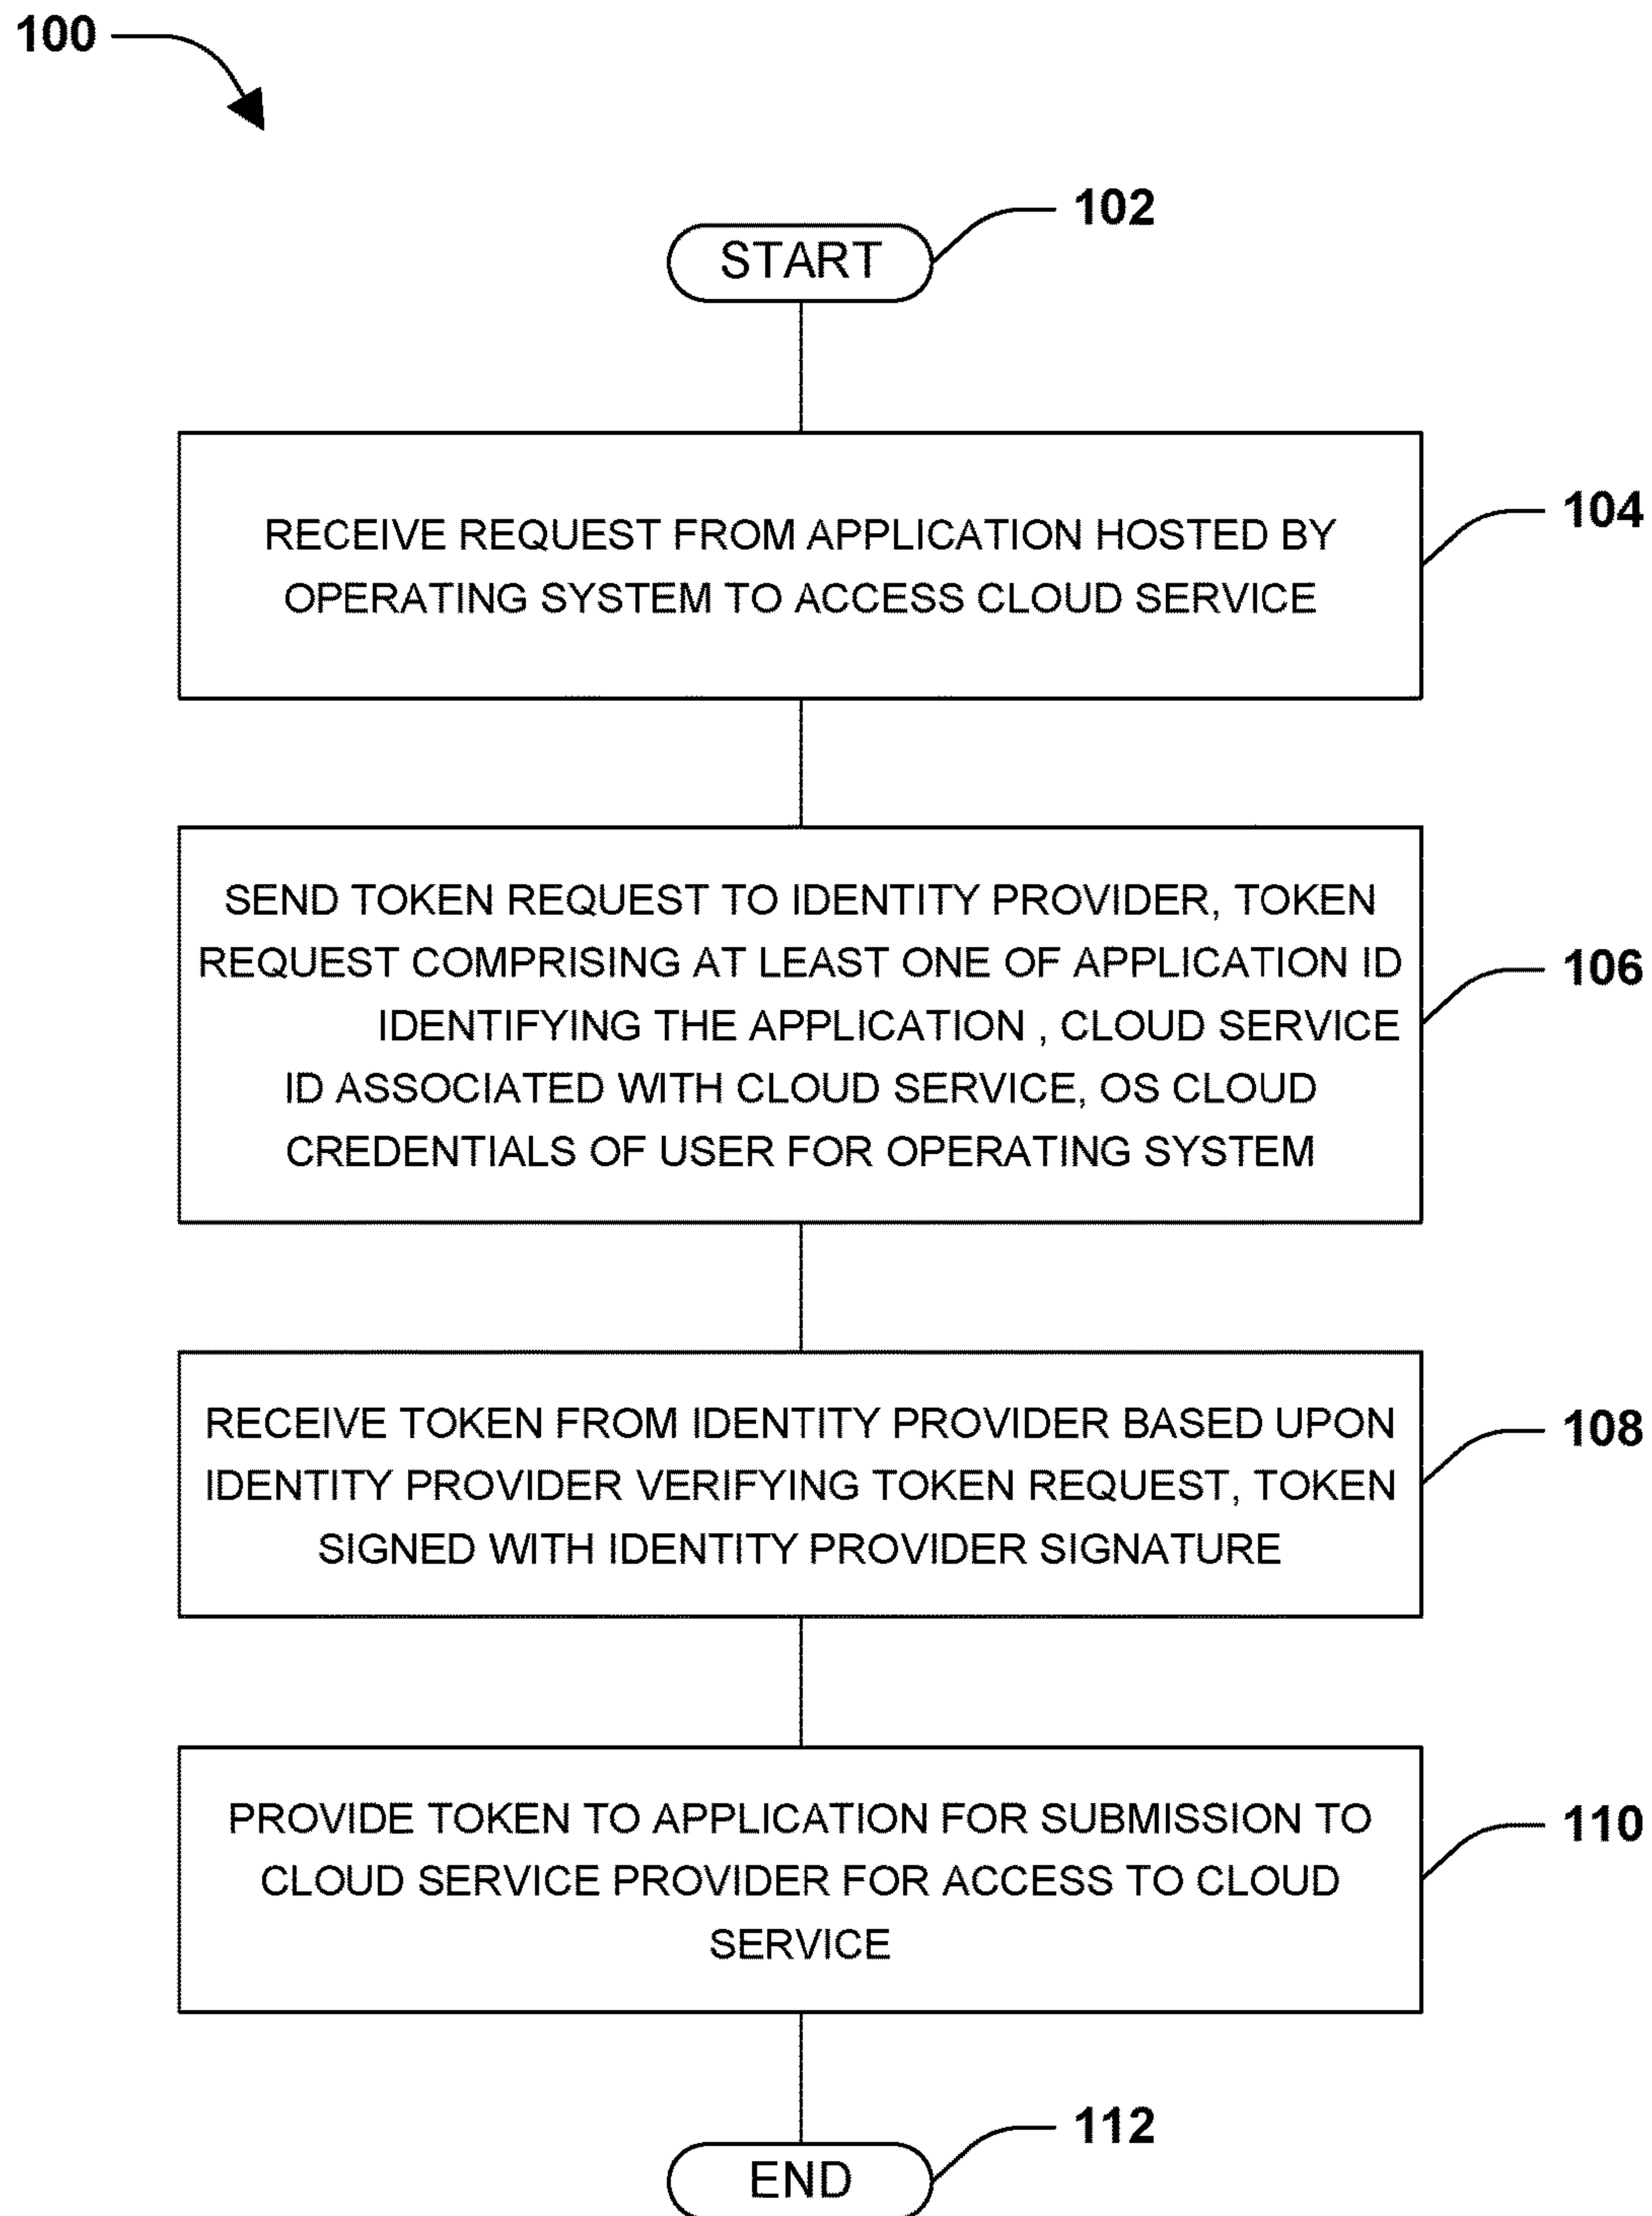 100
102
START
RECEIVE REQUEST FROM APPLICATION HOSTED BY
OPERATING SYSTEM TO ACCESS CLOUD SERVICE
104
SEND TOKEN REQUEST TO IDENTITY PROVIDER, TOKEN
REQUEST COMPRISING AT LEAST ONE OF APPLICATION ID
IDENTIFYING THE APPLICATION , CLOUD SERVICE
ID ASSOCIATED WITH CLOUD SERVICE, OS CLOUD
CREDENTIALS OF USER FOR OPERATING SYSTEM
106
RECEIVE TOKEN FROM IDENTITY PROVIDER BASED UPON
IDENTITY PROVIDER VERIFYING TOKEN REQUEST, TOKEN
SIGNED WITH IDENTITY PROVIDER SIGNATURE
108
PROVIDE TOKEN TO APPLICATION FOR SUBMISSION TO
CLOUD SERVICE PROVIDER FOR ACCESS TO CLOUD
SERVICE
110
112
END